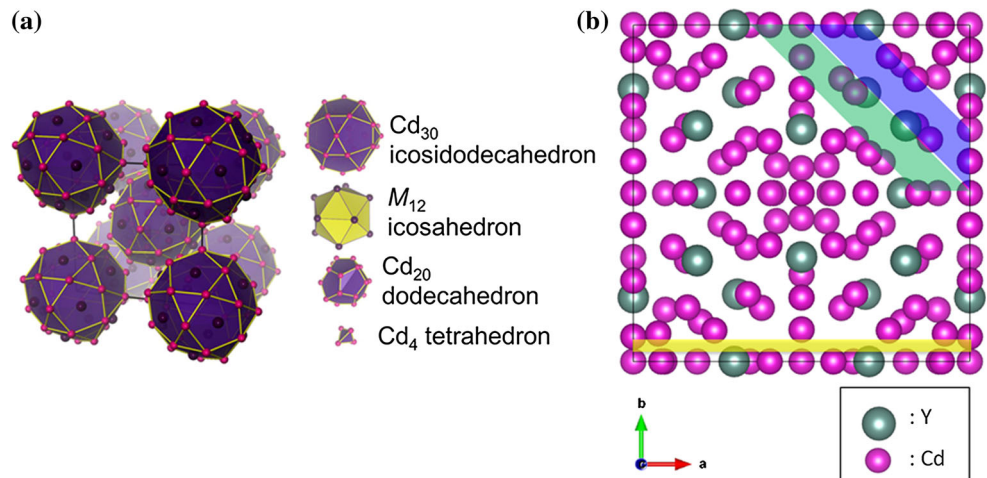 (a)
Cd30
icosidodecahedron
M12
icosahedron
Cd20
dodecahedron
Cd4 tetrahedron
(b)
b
a
: Y
: Cd